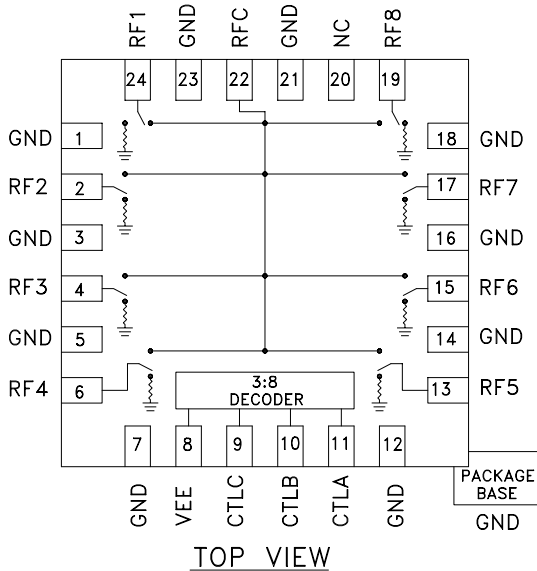 RF1 GND RFC GND NC RF8
24 23 22 21 20 19
GND 1 18 GND
RF2 2 17 RF7
GND 3 16 GND
RF3 4 15 RF6
GND 5 14 GND
RF4 6 13 RF5
3:8
DECODER
7 8 9 10 11 12
GND VEE CTLC CTLB CTLA GND
PACKAGE
BASE
GND
TOP VIEW